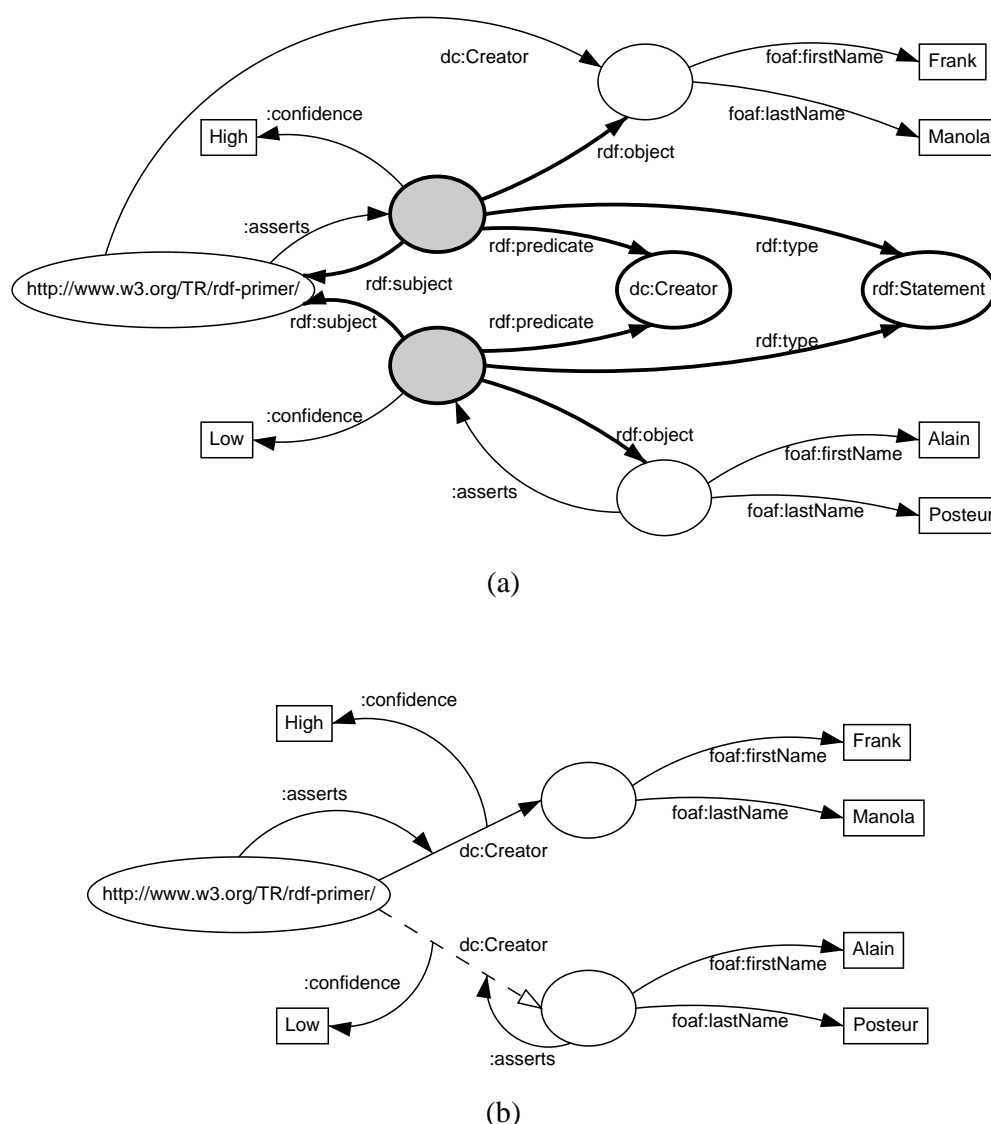 dc:Creator
foaf:firstName
Frank
:confidence
High
foaf:lastName
Manola
rdf:object
:asserts
rdf:predicate
rdf:type
http://www.w3.org/TR/rdf-primer/
rdf:subject
dc:Creator
rdf:Statement
rdf:subject
rdf:predicate
rdf:type
:confidence
Low
rdf:object
Alain
foaf:firstName
:asserts
foaf:lastName
Posteur
(a)
:confidence
High
Frank
foaf:firstName
:asserts
foaf:lastName
Manola
dc:Creator
http://www.w3.org/TR/rdf-primer/
dc:Creator
Alain
foaf:firstName
:confidence
Low
foaf:lastName
Posteur
:asserts
(b)